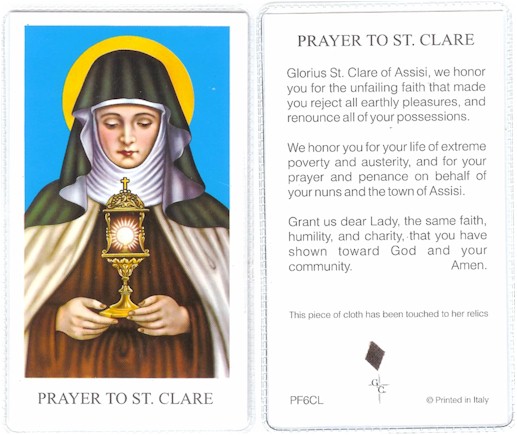 PRAYER TO ST. CLARE
PRAYER TO ST. CLARE
Glorius St. Clare of Assisi, we honor
you for the unfailing faith that made
you reject all earthly pleasures, and
renounce all of your possessions.
We honor you for your life of extreme
poverty and austerity, and for your
prayer and penance on behalf of
your nuns and the town of Assisi.
Grant us dear Lady, the same faith,
humility, and charity, that you have
shown toward God and your
community. Amen.
This piece of cloth has been touched to her relics
G C
PF6CL © Printed in Italy